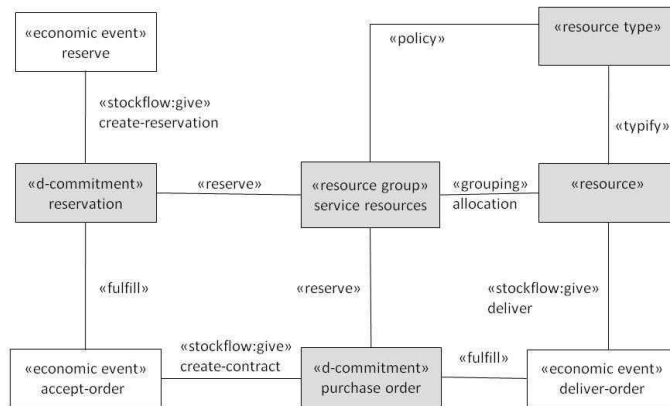 «economic event»
reserve
«policy»
«resource type»
«stockflow:give»
create-reservation
«typify»
«d-commitment»
reservation
«reserve»
«resource group»
service resources
«grouping»
allocation
«resource»
«fulfill»
«reserve»
«stockflow:give»
deliver
«economic event»
accept-order
«stockflow:give»
create-contract
«d-commitment»
purchase order
«fulfill»
«economic event»
deliver-order